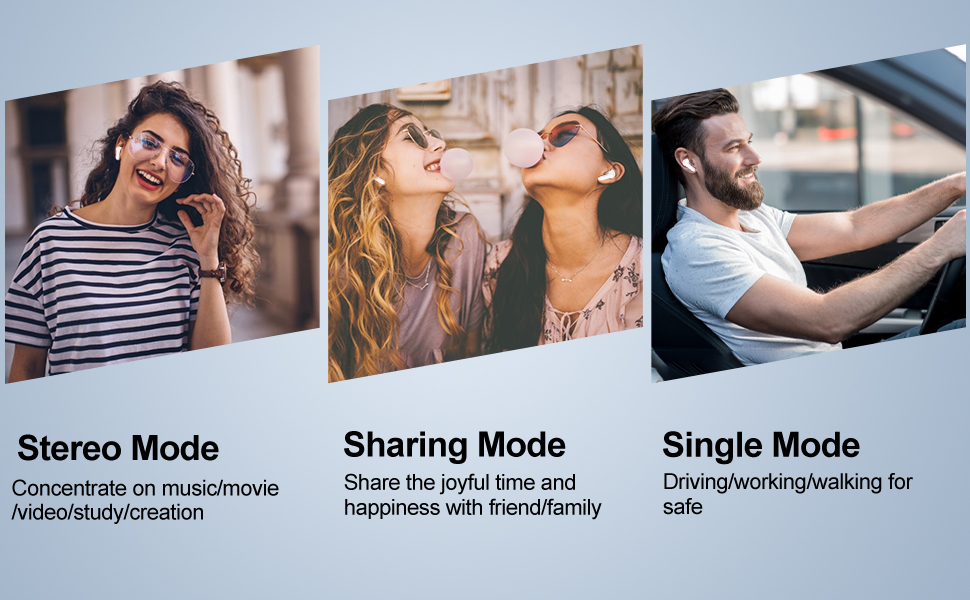 Stereo Mode
Concentrate on music/movie
/video/study/creation
Sharing Mode
Share the joyful time and
happiness with friend/family
Single Mode
Driving/working/walking for
safe